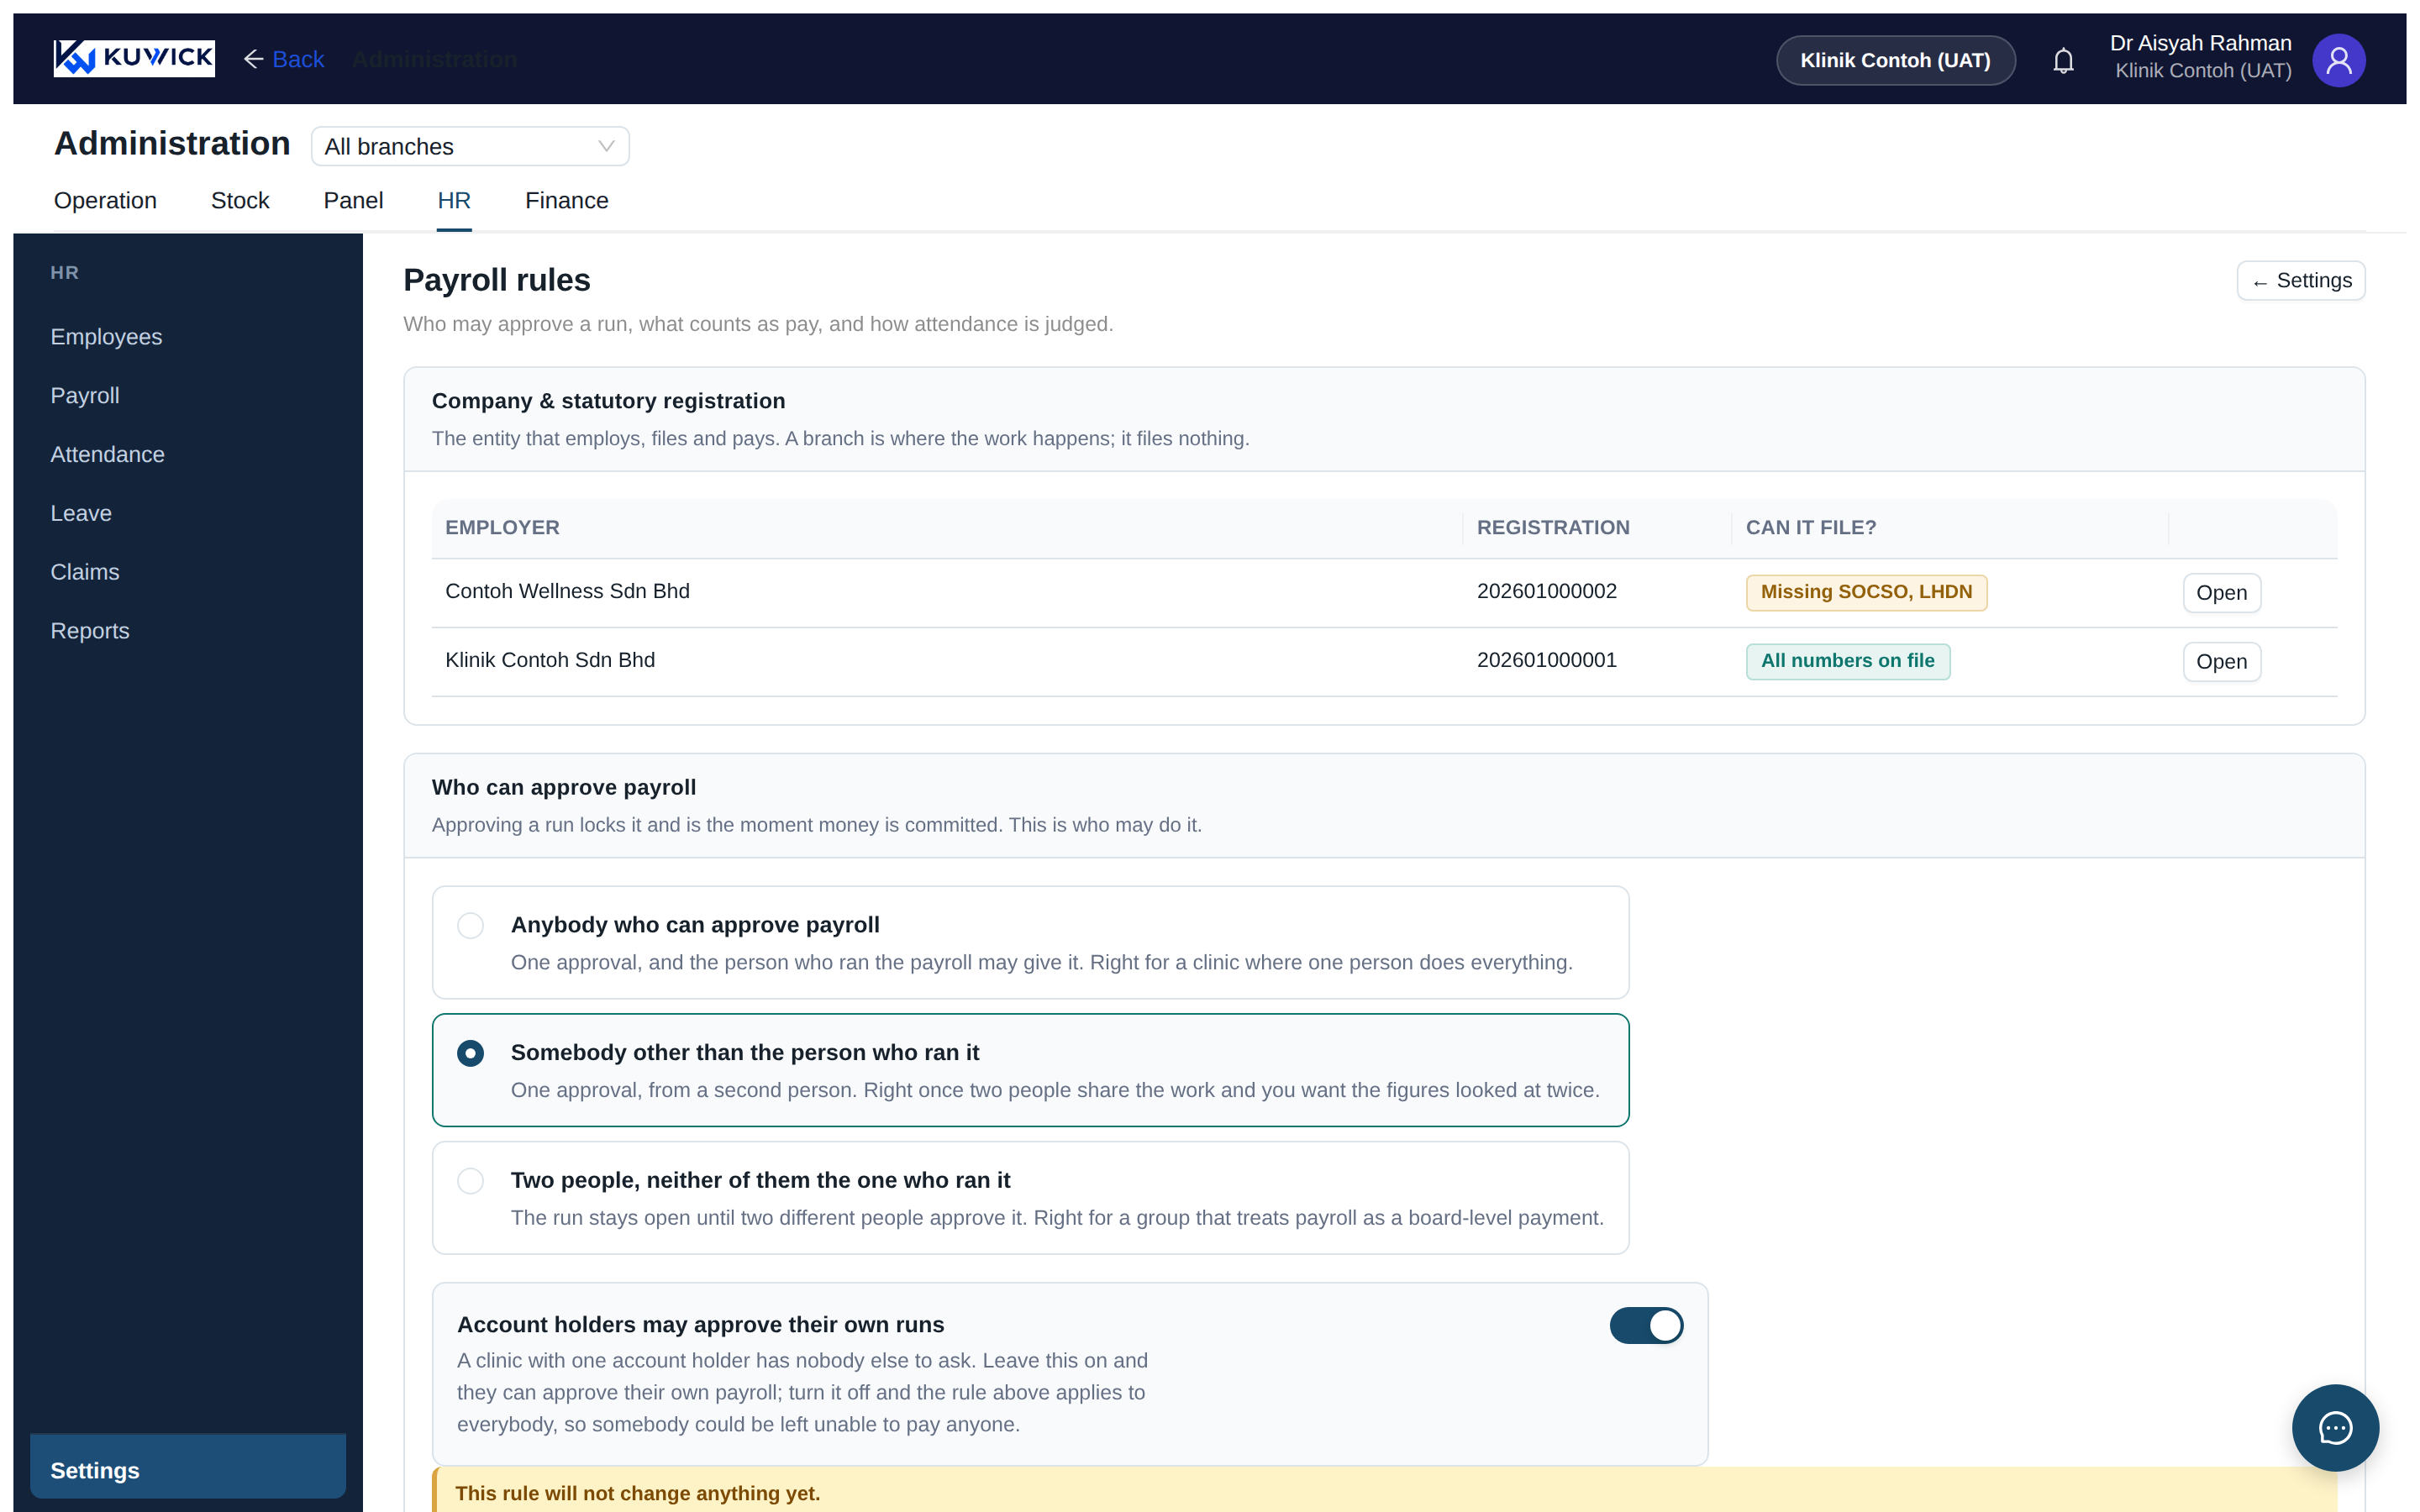 KUWICK
Back
Administration
Klinik Contoh (UAT)
Dr Aisyah Rahman
Klinik Contoh (UAT)
Administration
All branches
Operation
Stock
Panel
HR
Finance
HR
Employees
Payroll
Attendance
Leave
Claims
Reports
Settings
Payroll rules
← Settings
Who may approve a run, what counts as pay, and how attendance is judged.
Company & statutory registration
The entity that employs, files and pays. A branch is where the work happens; it files nothing.
EMPLOYER
REGISTRATION
CAN IT FILE?
Contoh Wellness Sdn Bhd
202601000002
Missing SOCSO, LHDN
Open
Klinik Contoh Sdn Bhd
202601000001
All numbers on file
Open
Who can approve payroll
Approving a run locks it and is the moment money is committed. This is who may do it.
Anybody who can approve payroll
One approval, and the person who ran the payroll may give it. Right for a clinic where one person does everything.
Somebody other than the person who ran it
One approval, from a second person. Right once two people share the work and you want the figures looked at twice.
Two people, neither of them the one who ran it
The run stays open until two different people approve it. Right for a group that treats payroll as a board-level payment.
Account holders may approve their own runs
A clinic with one account holder has nobody else to ask. Leave this on and
they can approve their own payroll; turn it off and the rule above applies to
everybody, so somebody could be left unable to pay anyone.
This rule will not change anything yet.